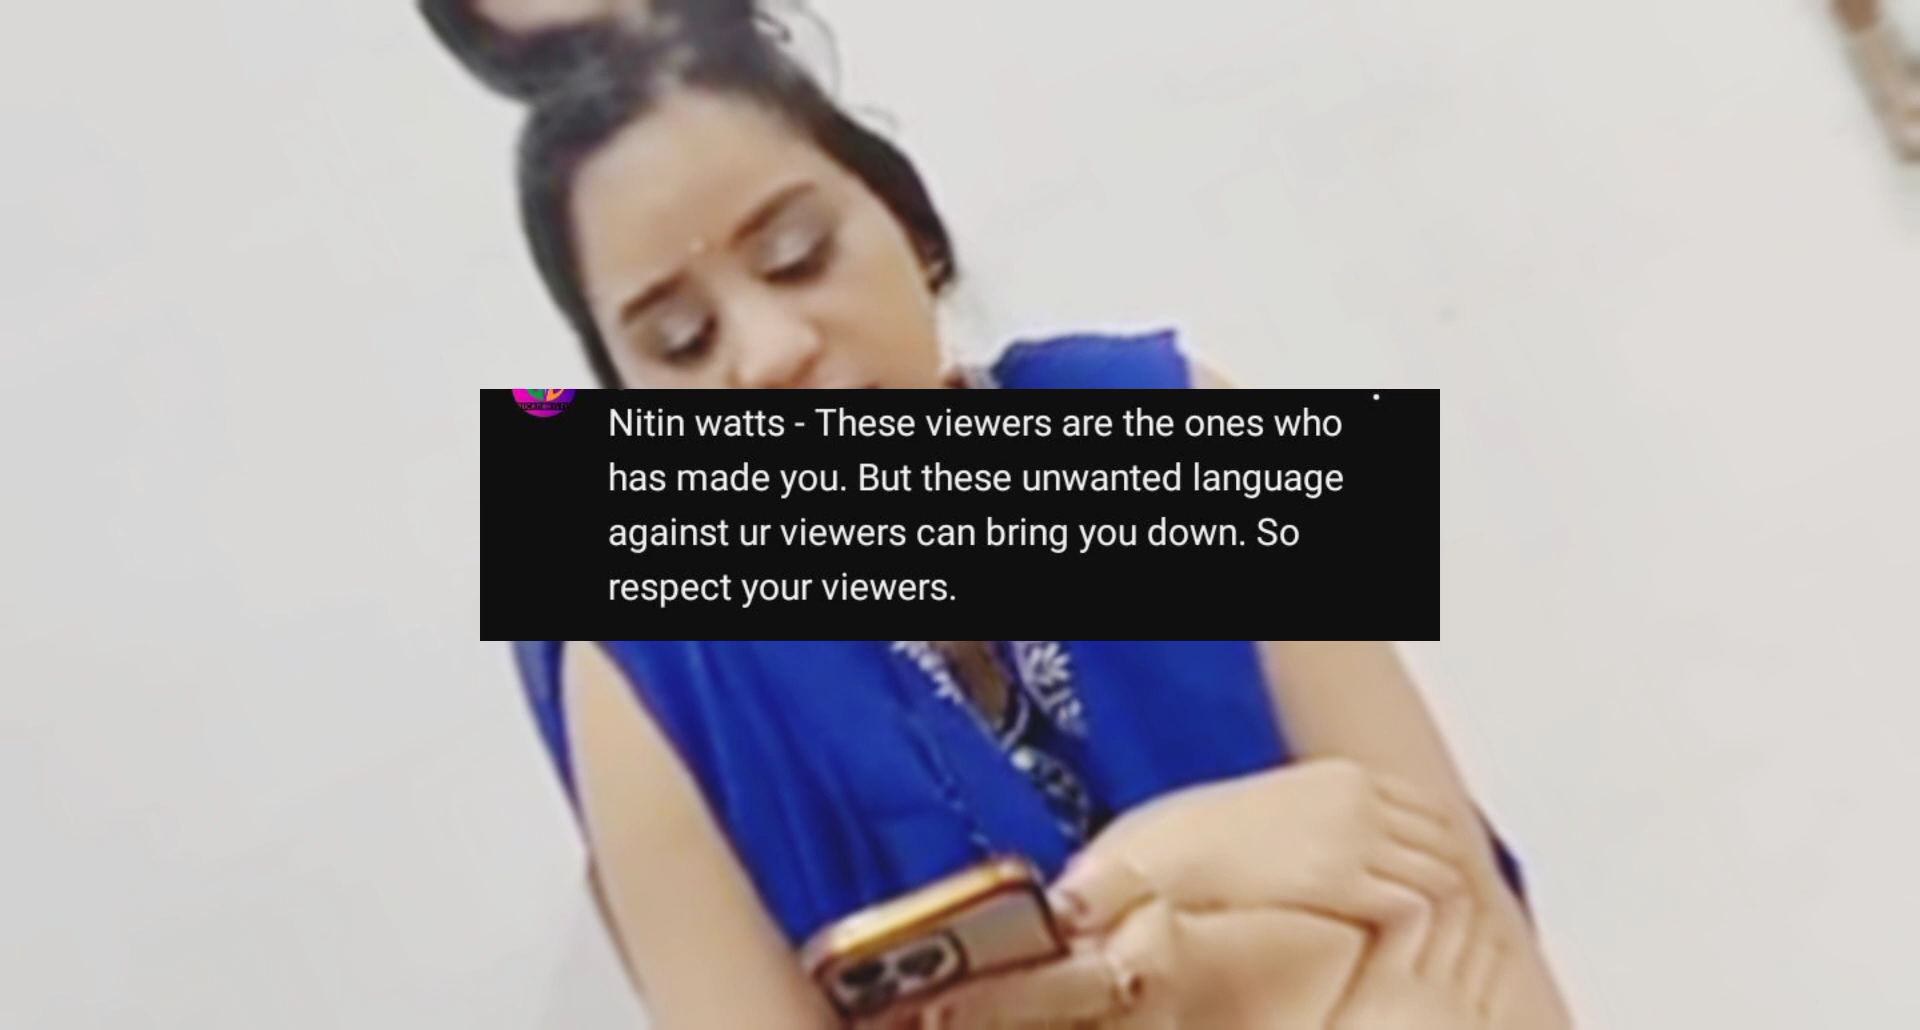 Nitin watts - These viewers are the ones who
has made you. But these unwanted language
against ur viewers can bring you down. So
respect your viewers.